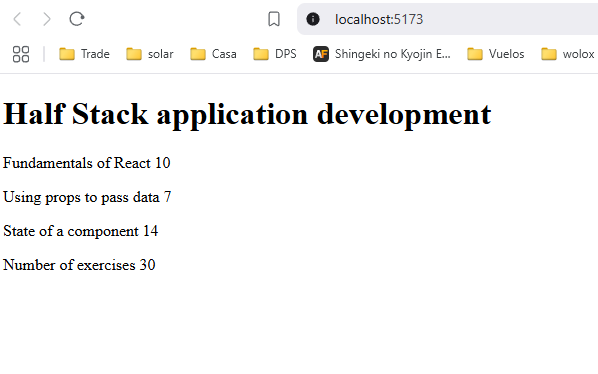 localhost:5173
Trade solar Casa DPS Shingeki no Kyojin E... Vuelos wolox
Half Stack application development
Fundamentals of React 10
Using props to pass data 7
State of a component 14
Number of exercises 30